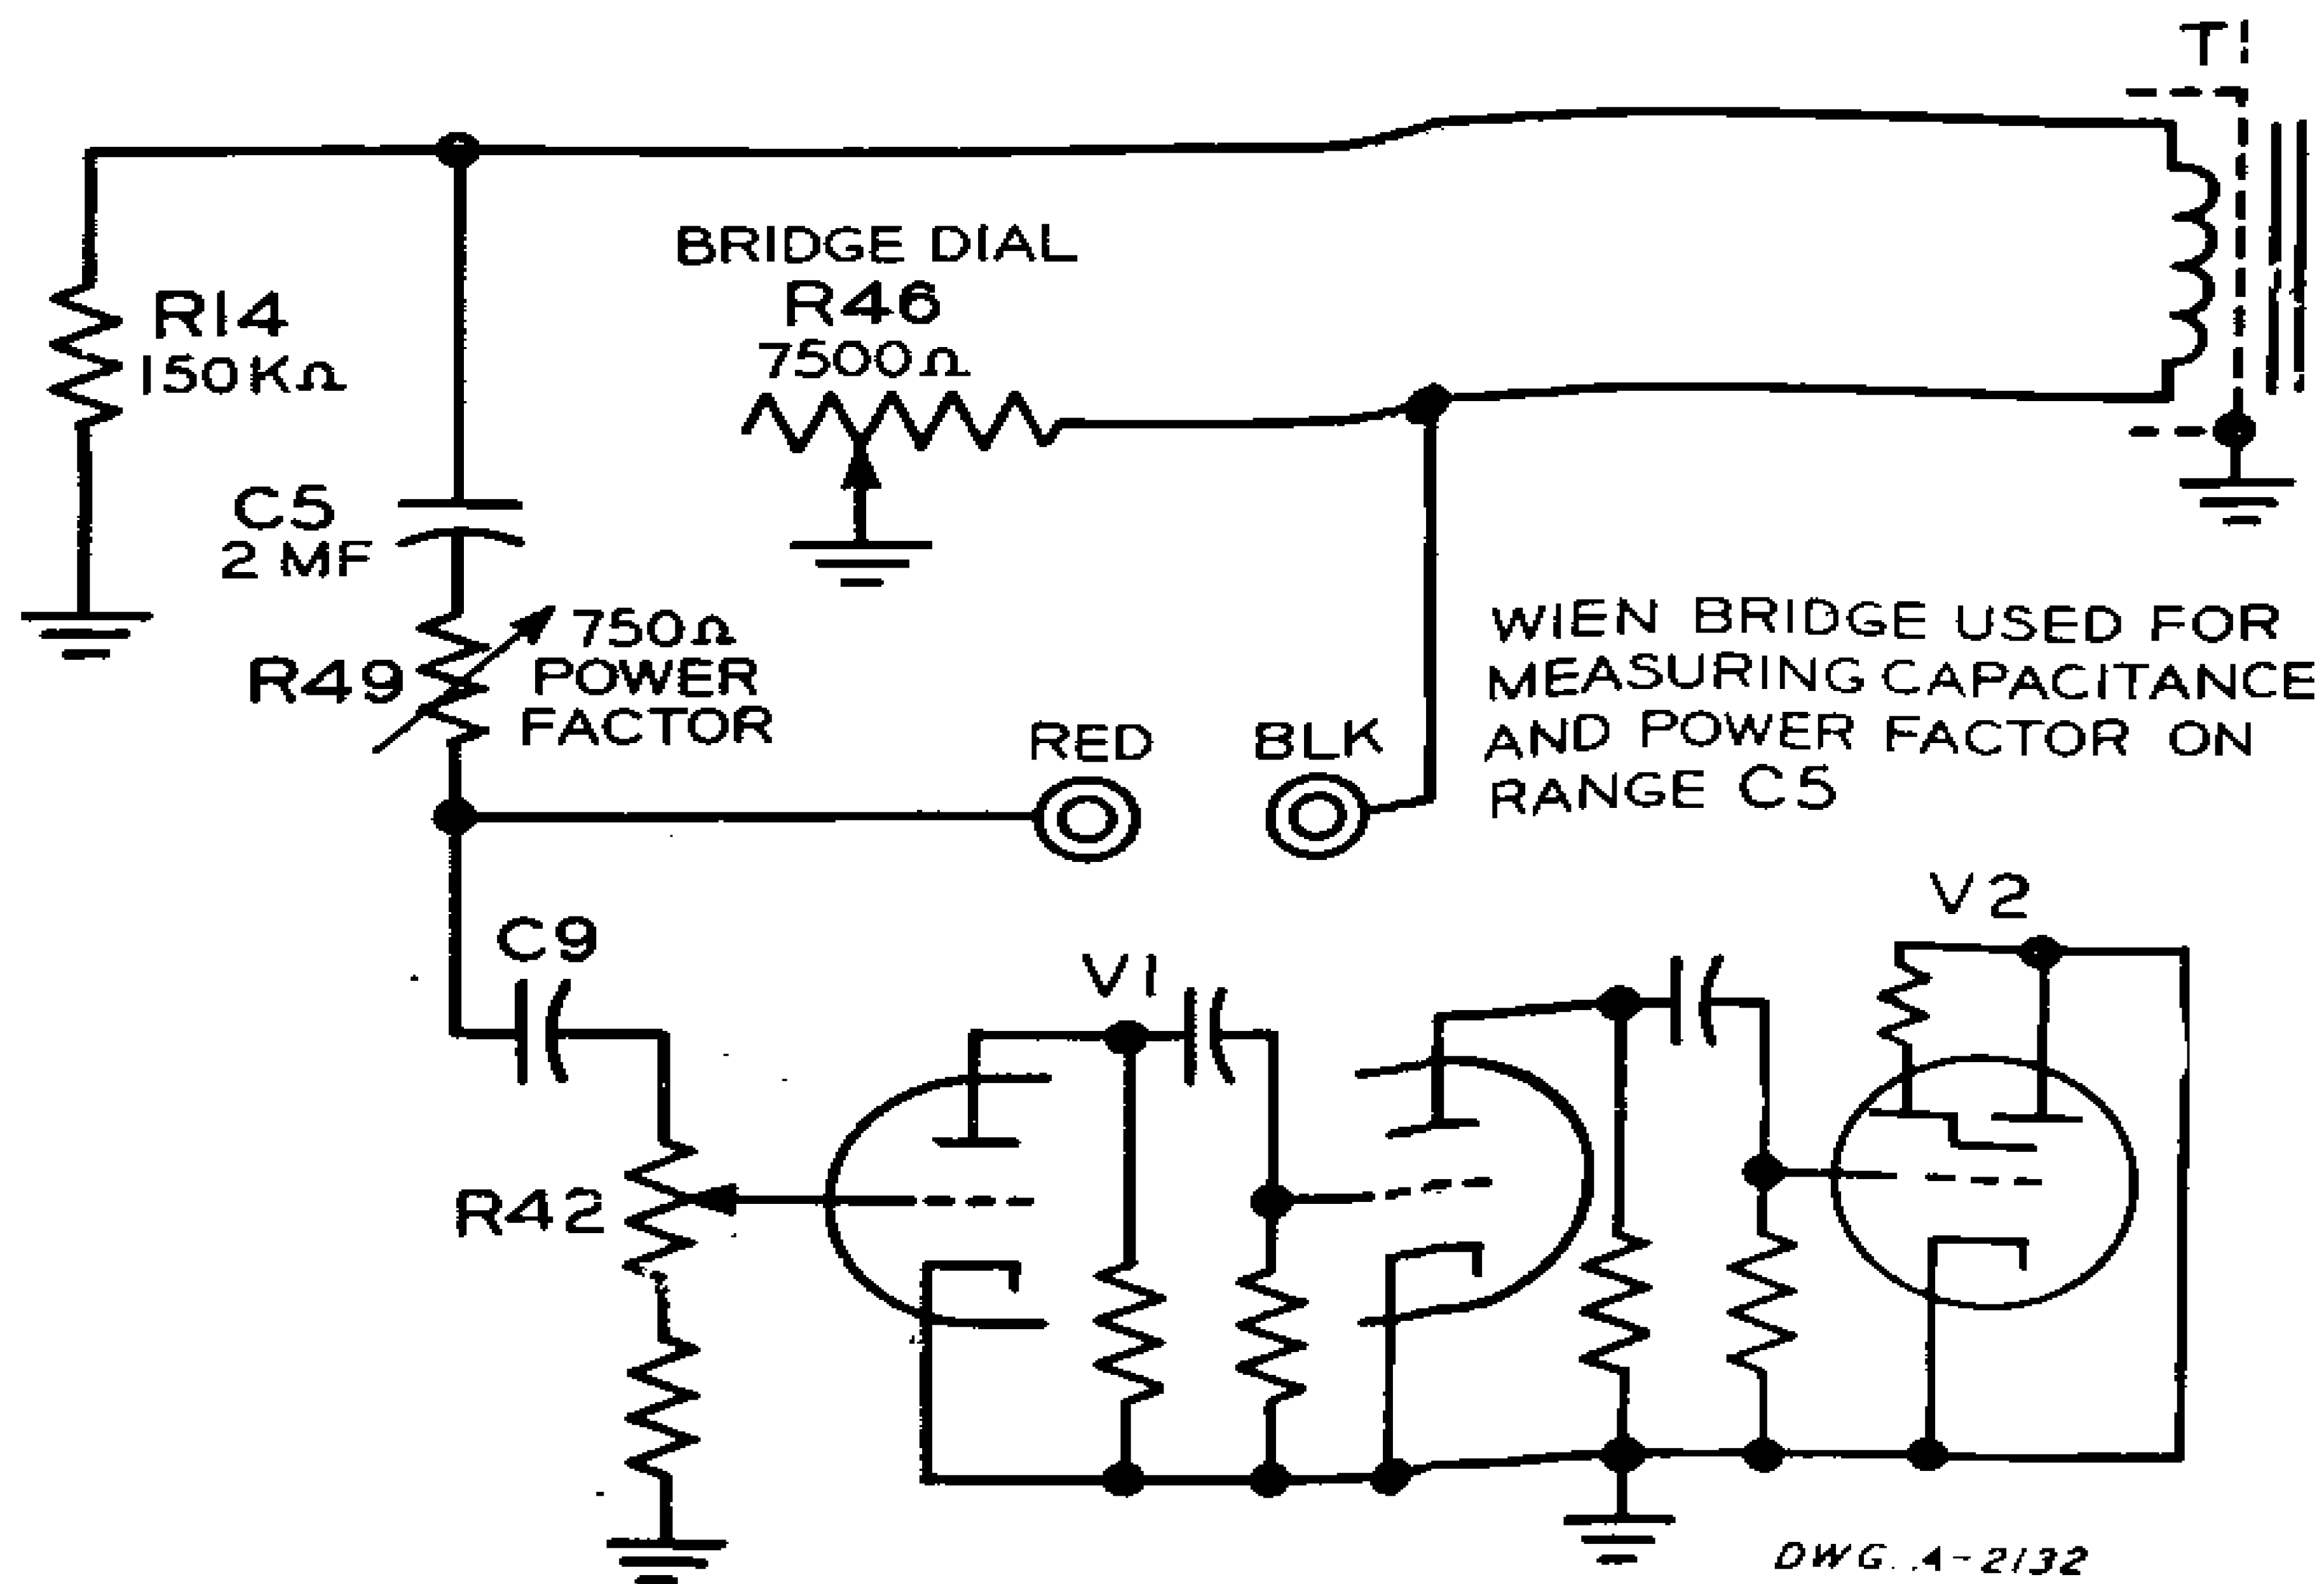 T1
BRIDGE DIAL
R46
7500Ω
R14
150KΩ
C5
2 MF
R49
750Ω
POWER
FACTOR
RED
BLK
WIEN BRIDGE USED FOR
MEASURING CAPACITANCE
AND POWER FACTOR ON
RANGE C5
C9
V1
V2
R42
DWG. A-2132